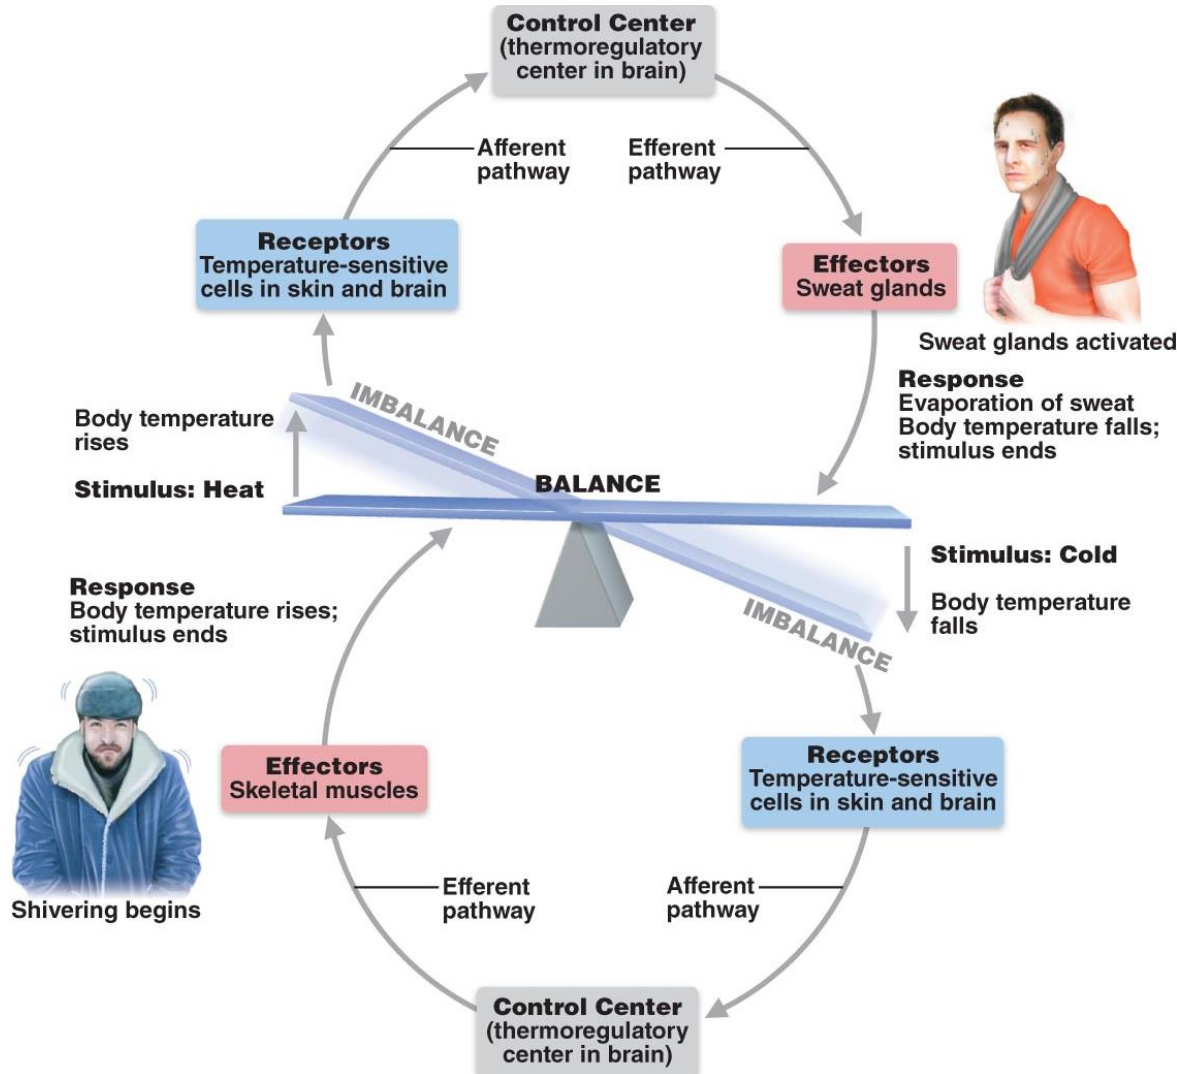 Control Center
(thermoregulatory
center in brain)
Afferent
pathway
Efferent
pathway
Receptors
Temperature-sensitive
cells in skin and brain
Effectors
Sweat glands
Sweat glands activated
Response
Evaporation of sweat
Body temperature falls;
stimulus ends
IMBALANCE
Body temperature
rises
Stimulus: Heat
BALANCE
Stimulus: Cold
Body temperature
falls
IMBALANCE
Response
Body temperature rises;
stimulus ends
Shivering begins
Effectors
Skeletal muscles
Receptors
Temperature-sensitive
cells in skin and brain
Efferent
pathway
Afferent
pathway
Control Center
(thermoregulatory
center in brain)